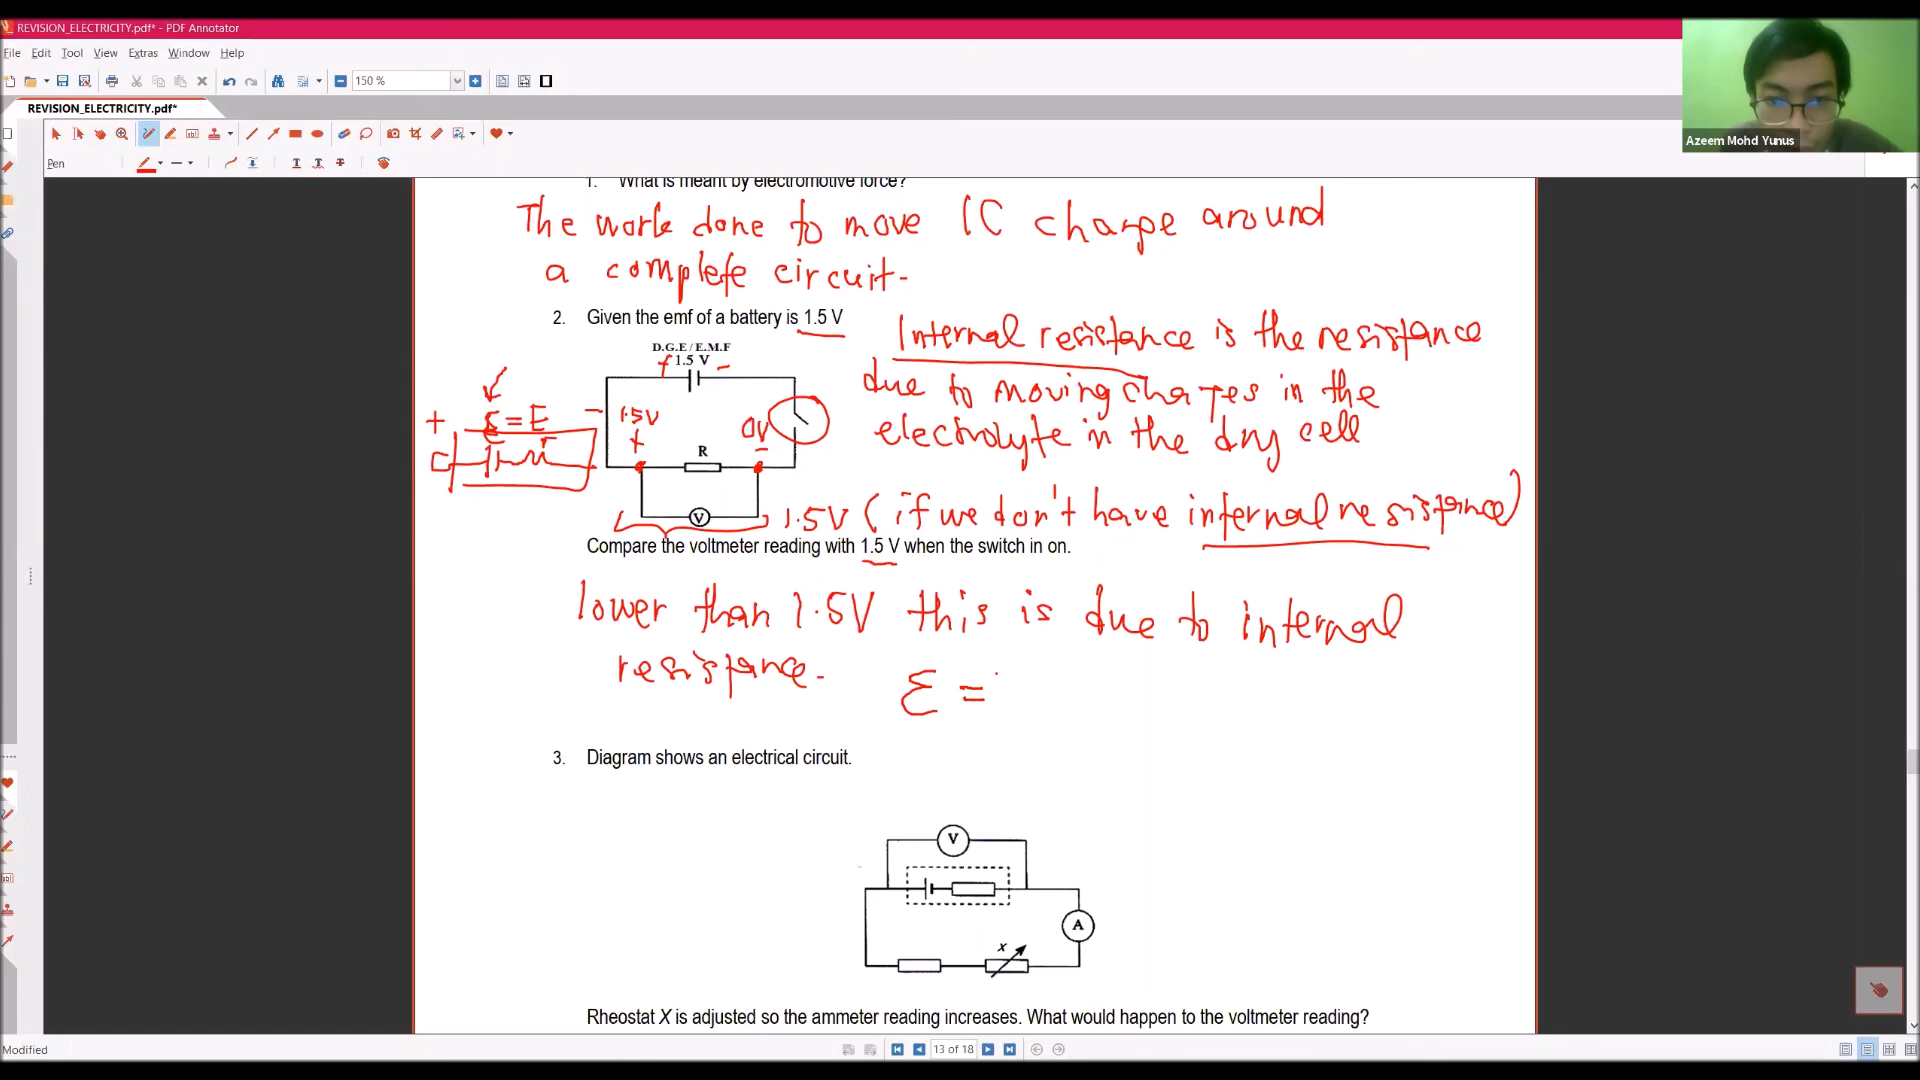 REVISION_ELECTRICITY.pdf* - PDF Annotator
File Edit Tool View Extras Window Help
150 %
REVISION_ELECTRICITY.pdf*
Azeem Mohd Yunus
Pen
1. What is meant by electromotive force?
The work done to move 1C charge around
a complete circuit.
2. Given the emf of a battery is 1.5 V
Internal resistance is the resistance
due to moving charges in the
electrolyte in the dry cell
D.G.E / E.M.F
1.5 V
+ -
ε = E
+ -
r
1.5V
+
0V
-
R
V
1.5V (if we don't have internal resistance)
Compare the voltmeter reading with 1.5 V when the switch in on.
lower than 1.5V this is due to internal
resistance.
ε =
3. Diagram shows an electrical circuit.
V
A
X
Rheostat X is adjusted so the ammeter reading increases. What would happen to the voltmeter reading?
Modified
13 of 18